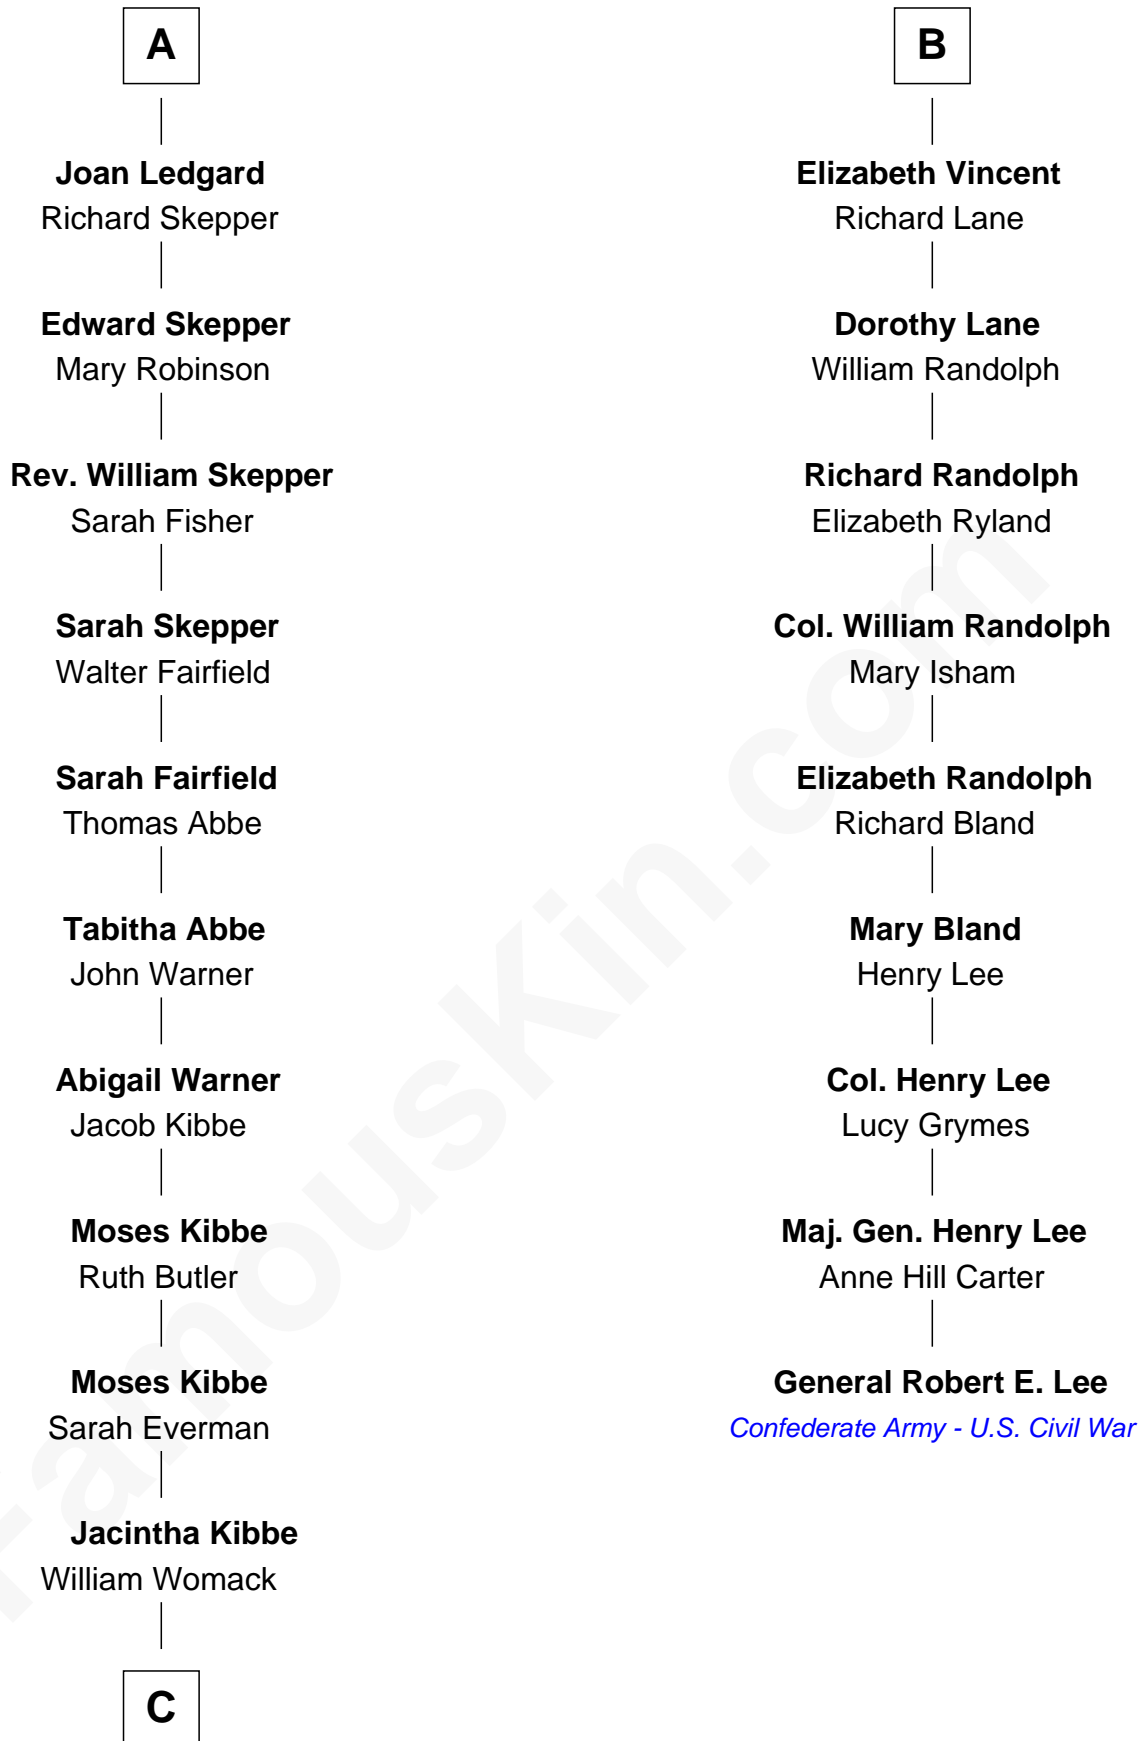 A
Joan Ledgard
Richard Skepper
Edward Skepper
Mary Robinson
Rev. William Skepper
Sarah Fisher
Sarah Skepper
Walter Fairfield
Sarah Fairfield
Thomas Abbe
Tabitha Abbe
John Warner
Abigail Warner
Jacob Kibbe
Moses Kibbe
Ruth Butler
Moses Kibbe
Sarah Everman
Jacintha Kibbe
William Womack
C
B
Elizabeth Vincent
Richard Lane
Dorothy Lane
William Randolph
Richard Randolph
Elizabeth Ryland
Col. William Randolph
Mary Isham
Elizabeth Randolph
Richard Bland
Mary Bland
Henry Lee
Col. Henry Lee
Lucy Grymes
Maj. Gen. Henry Lee
Anne Hill Carter
General Robert E. Lee
Confederate Army - U.S. Civil War
FamousKin.com